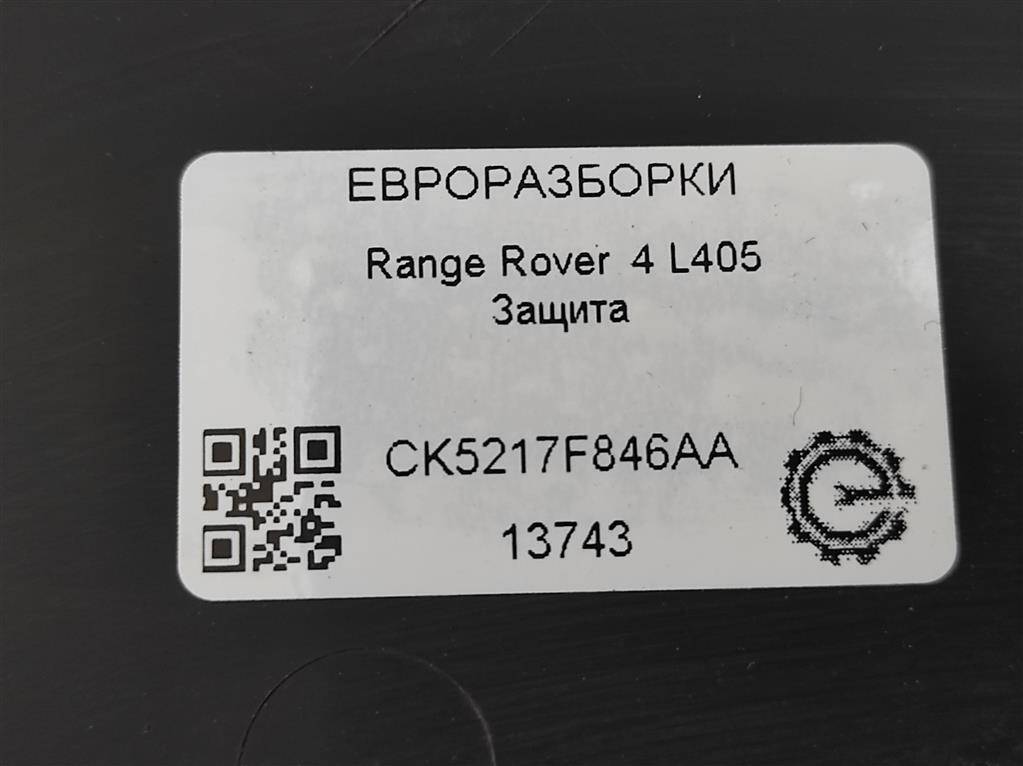 ЕВРОРАЗБОРКИ
Range Rover 4 L405
Защита
CK5217F846AA
13743